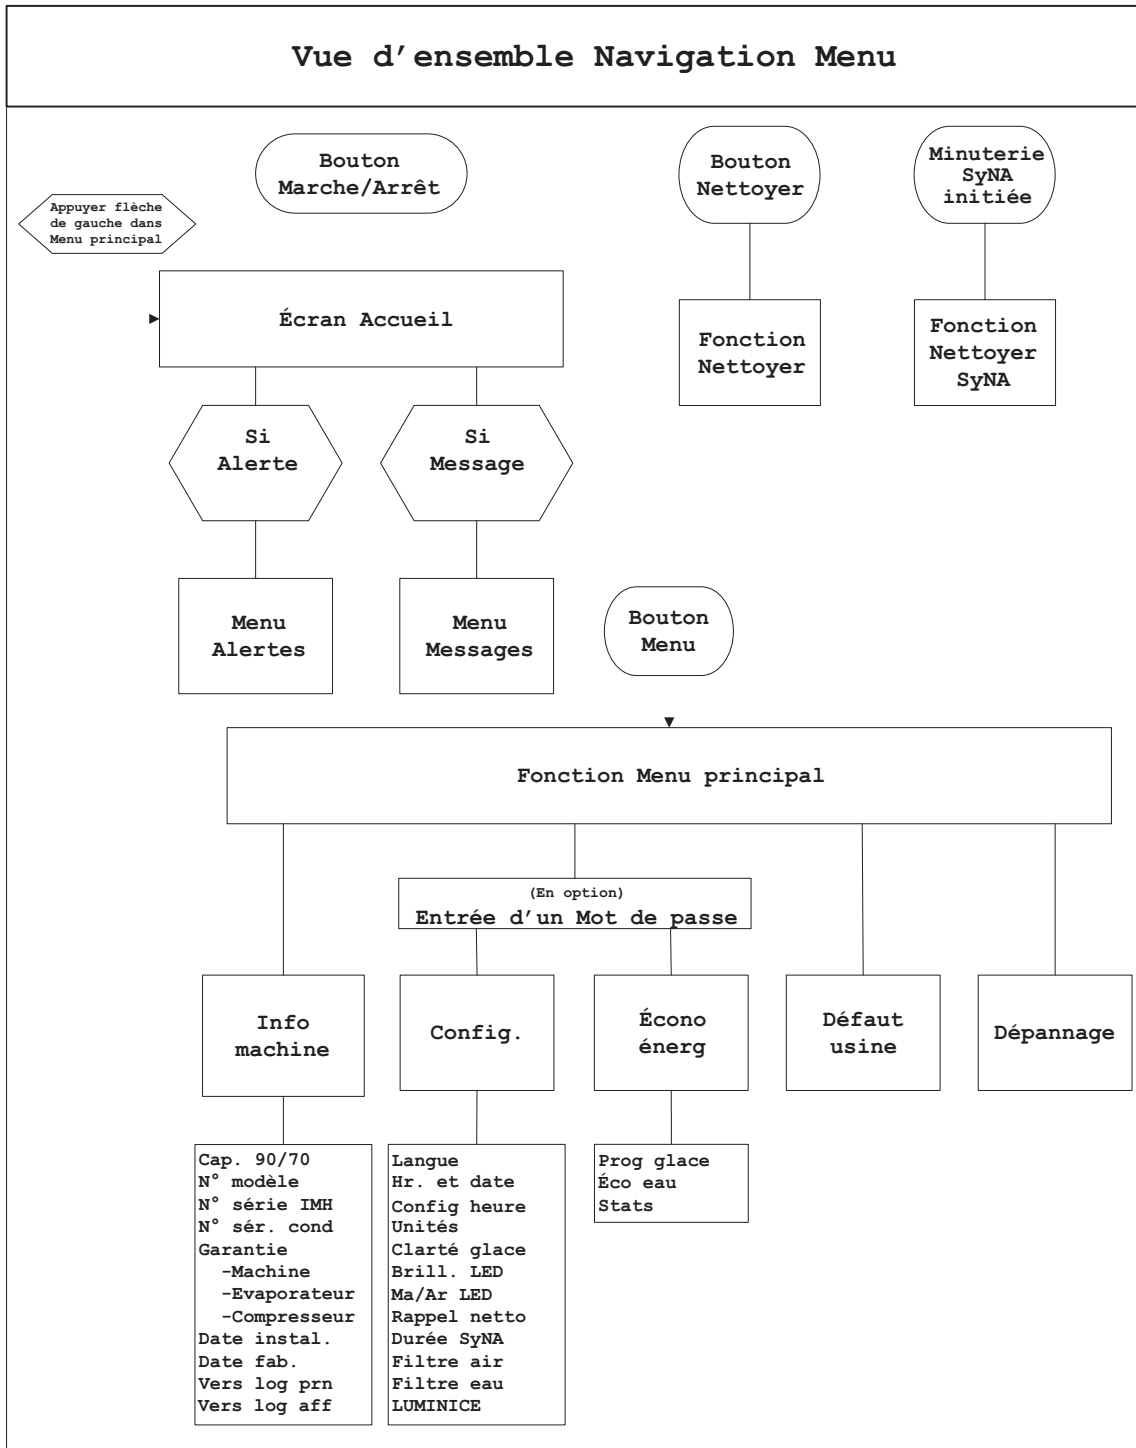 Vue d'ensemble Navigation Menu
Bouton
Marche/Arrêt
Bouton
Nettoyer
Minuterie
SyNA
initiée
Appuyer flèche
de gauche dans
Menu principal
Écran Accueil
Fonction
Nettoyer
Fonction
Nettoyer
SyNA
Si
Alerte
Si
Message
Menu
Alertes
Menu
Messages
Bouton
Menu
Fonction Menu principal
(En option)
Entrée d'un Mot de passe
Info
machine
Config.
Écono
énerg
Défaut
usine
Dépannage
Cap. 90/70
N° modèle
N° série IMH
N° sér. cond
Garantie
-Machine
-Evaporateur
-Compresseur
Date instal.
Date fab.
Vers log prn
Vers log aff
Langue
Hr. et date
Config heure
Unités
Clarté glace
Brill. LED
Ma/Ar LED
Rappel netto
Durée SyNA
Filtre air
Filtre eau
LUMINICE
Prog glace
Éco eau
Stats